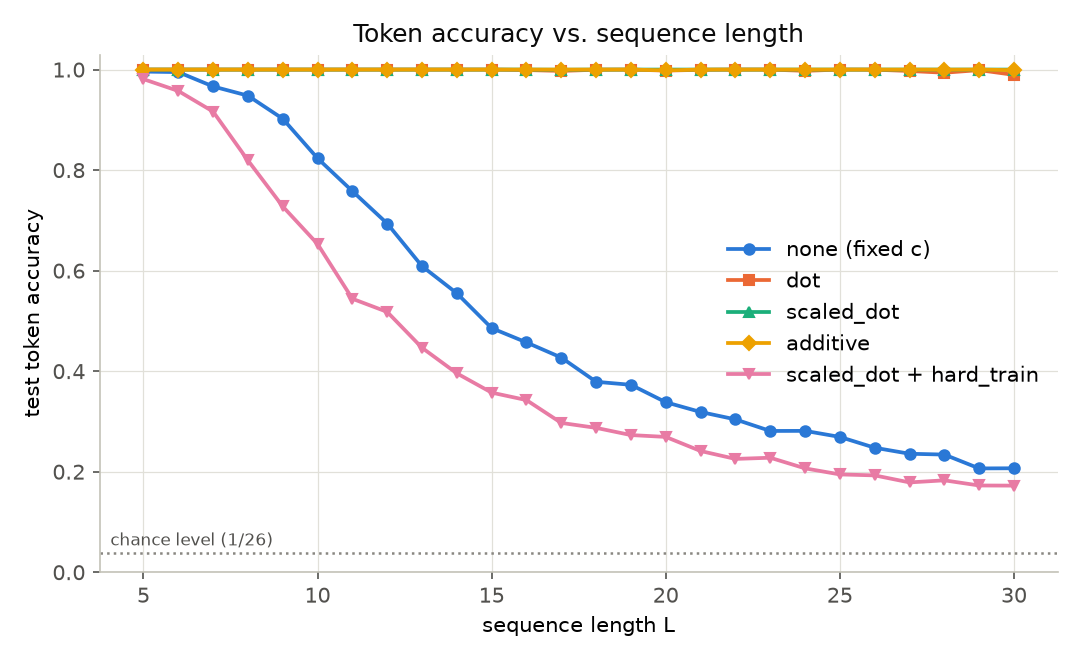 Token accuracy vs. sequence length
1.0
0.8
0.6
0.4
0.2
0.0
test token accuracy
none (fixed c)
dot
scaled_dot
additive
scaled_dot + hard_train
chance level (1/26)
5 10 15 20 25 30
sequence length L